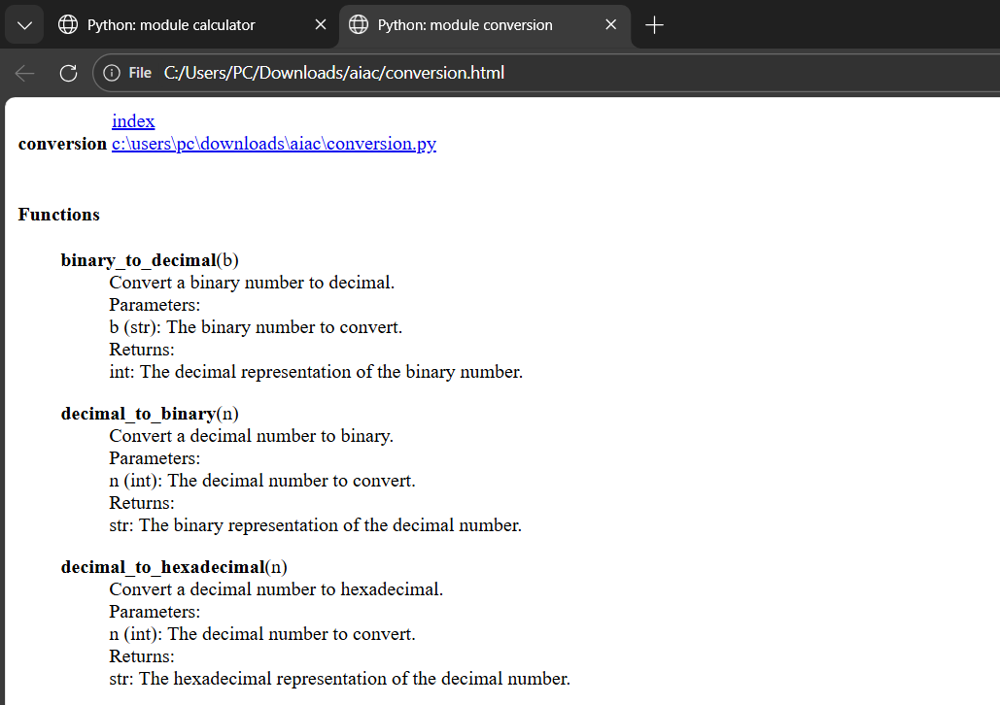 Python: module calculator
Python: module conversion
File C:/Users/PC/Downloads/aiac/conversion.html
index
conversion c:\users\pc\downloads\aiac\conversion.py
Functions
binary_to_decimal(b)
Convert a binary number to decimal.
Parameters:
b (str): The binary number to convert.
Returns:
int: The decimal representation of the binary number.
decimal_to_binary(n)
Convert a decimal number to binary.
Parameters:
n (int): The decimal number to convert.
Returns:
str: The binary representation of the decimal number.
decimal_to_hexadecimal(n)
Convert a decimal number to hexadecimal.
Parameters:
n (int): The decimal number to convert.
Returns:
str: The hexadecimal representation of the decimal number.